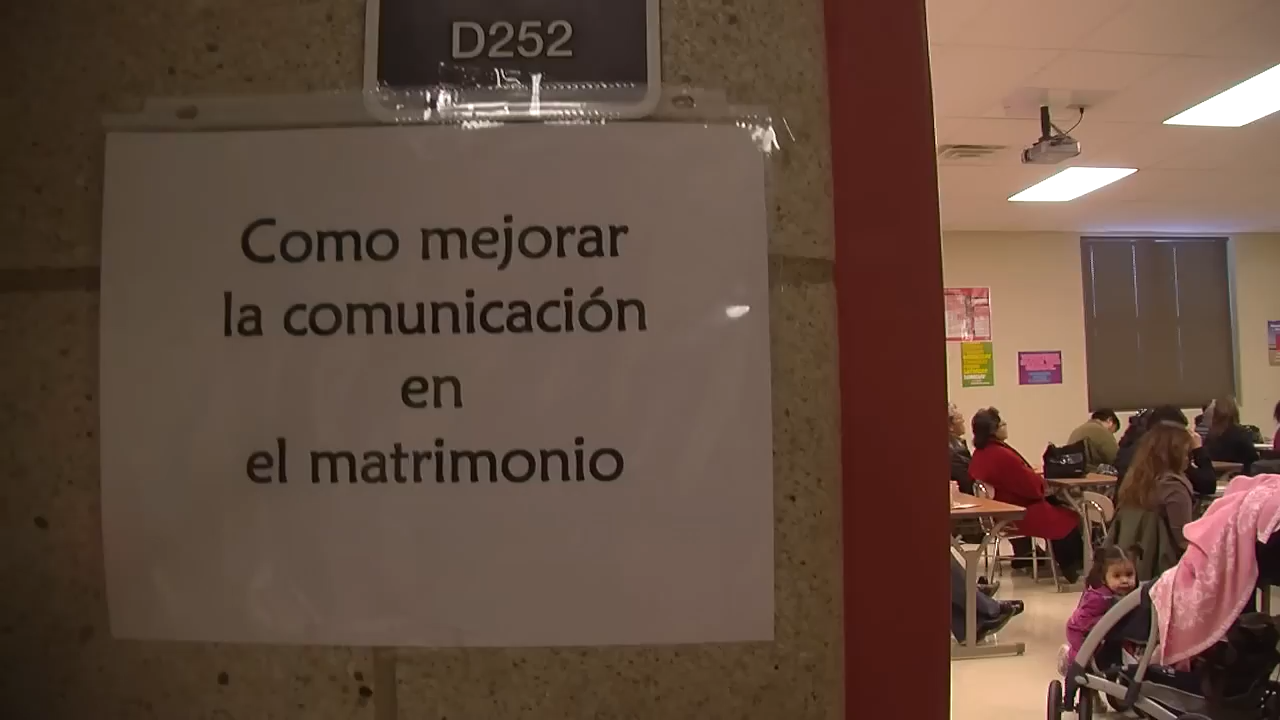 D252
Como mejorar
la comunicación
en
el matrimonio